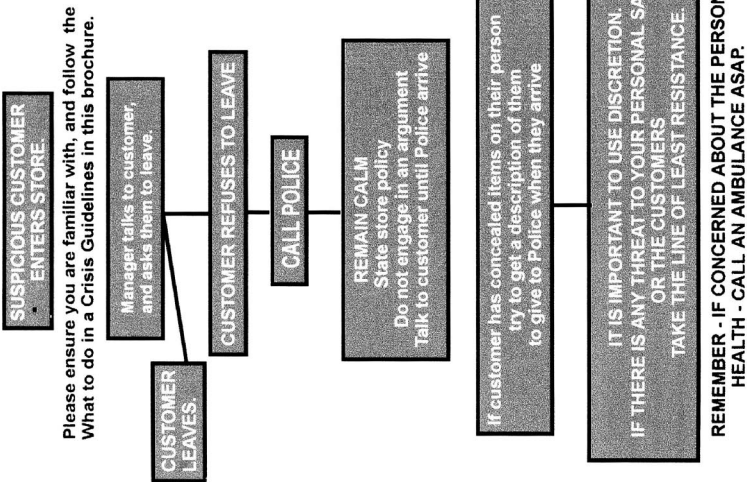 SUSPICIOUS CUSTOMER
ENTERS STORE.
Please ensure you are familiar with, and follow the
What to do in a Crisis Guidelines in this brochure.
Manager talks to customer,
and asks them to leave.
CUSTOMER
LEAVES.
CUSTOMER REFUSES TO LEAVE
CALL POLICE
REMAIN CALM
State store policy
Do not engage in an argument
Talk to customer until Police arrive
If customer has concealed items on their person
try to get a description of them
to give to Police when they arrive
IT IS IMPORTANT TO USE DISCRETION.
IF THERE IS ANY THREAT TO YOUR PERSONAL SA
OR THE CUSTOMERS
TAKE THE LINE OF LEAST RESISTANCE.
REMEMBER - IF CONCERNED ABOUT THE PERSON
HEALTH - CALL AN AMBULANCE ASAP.